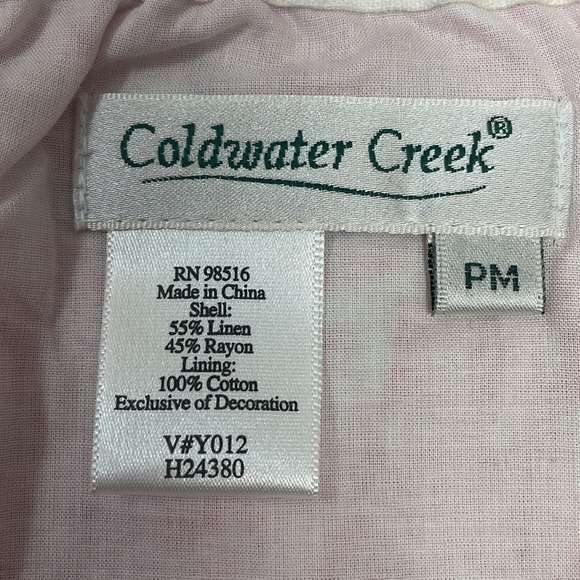 Coldwater Creek®
PM
RN 98516
Made in China
Shell:
55% Linen
45% Rayon
Lining:
100% Cotton
Exclusive of Decoration
V#Y012
H24380